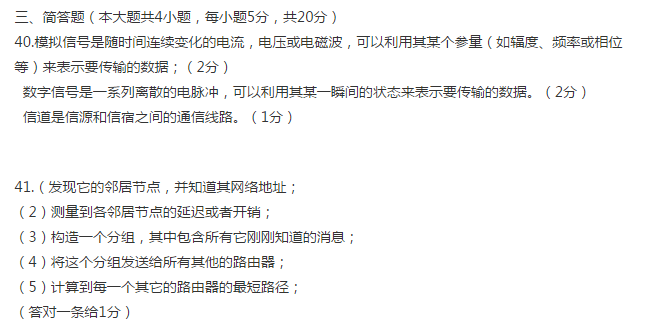 三、简答题（本大题共4小题，每小题5分，共20分）
40.模拟信号是随时间连续变化的电流，电压或电磁波，可以利用其某个参量（如辐度、频率或相位
等）来表示要传输的数据；（2分）
数字信号是一系列离散的电脉冲，可以利用其某一瞬间的状态来表示要传输的数据。（2分）
信道是信源和信宿之间的通信线路。（1分）
41.（发现它的邻居节点，并知道其网络地址；
（2）测量到各邻居节点的延迟或者开销；
（3）构造一个分组，其中包含所有它刚刚知道的消息；
（4）将这个分组发送给所有其他的路由器；
（5）计算到每一个其它的路由器的最短路径；
（答对一条给1分）